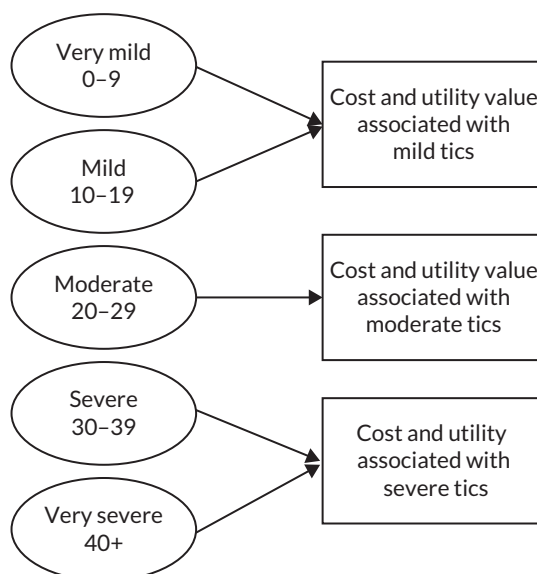 Very mild
0–9
Mild
10–19
Moderate
20–29
Severe
30–39
Very severe
40+
Cost and utility value
associated with
mild tics
Cost and utility value
associated with
moderate tics
Cost and utility
associated with
severe tics